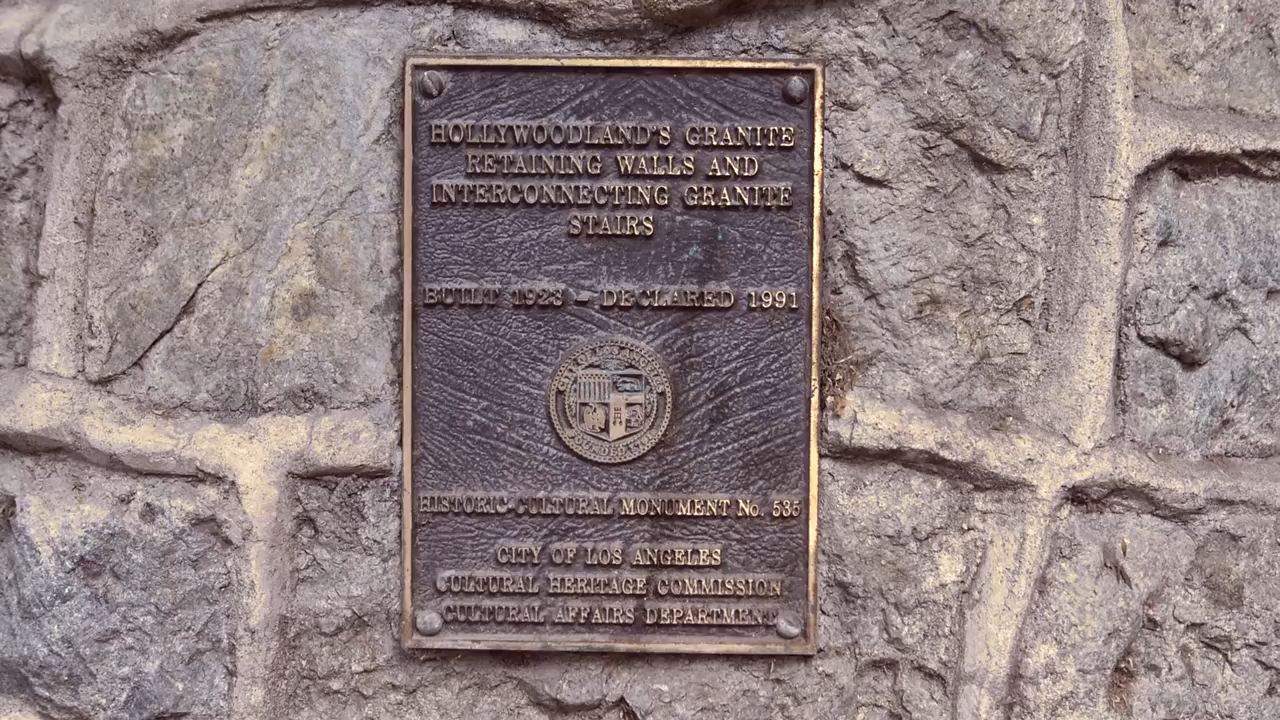 HOLLYWOODLAND'S GRANITE
RETAINING WALLS AND
INTERCONNECTING GRANITE
STAIRS
BUILT 1923 - DECLARED 1991
HISTORIC-CULTURAL MONUMENT No. 535
CITY OF LOS ANGELES
CULTURAL HERITAGE COMMISSION
CULTURAL AFFAIRS DEPARTMENT